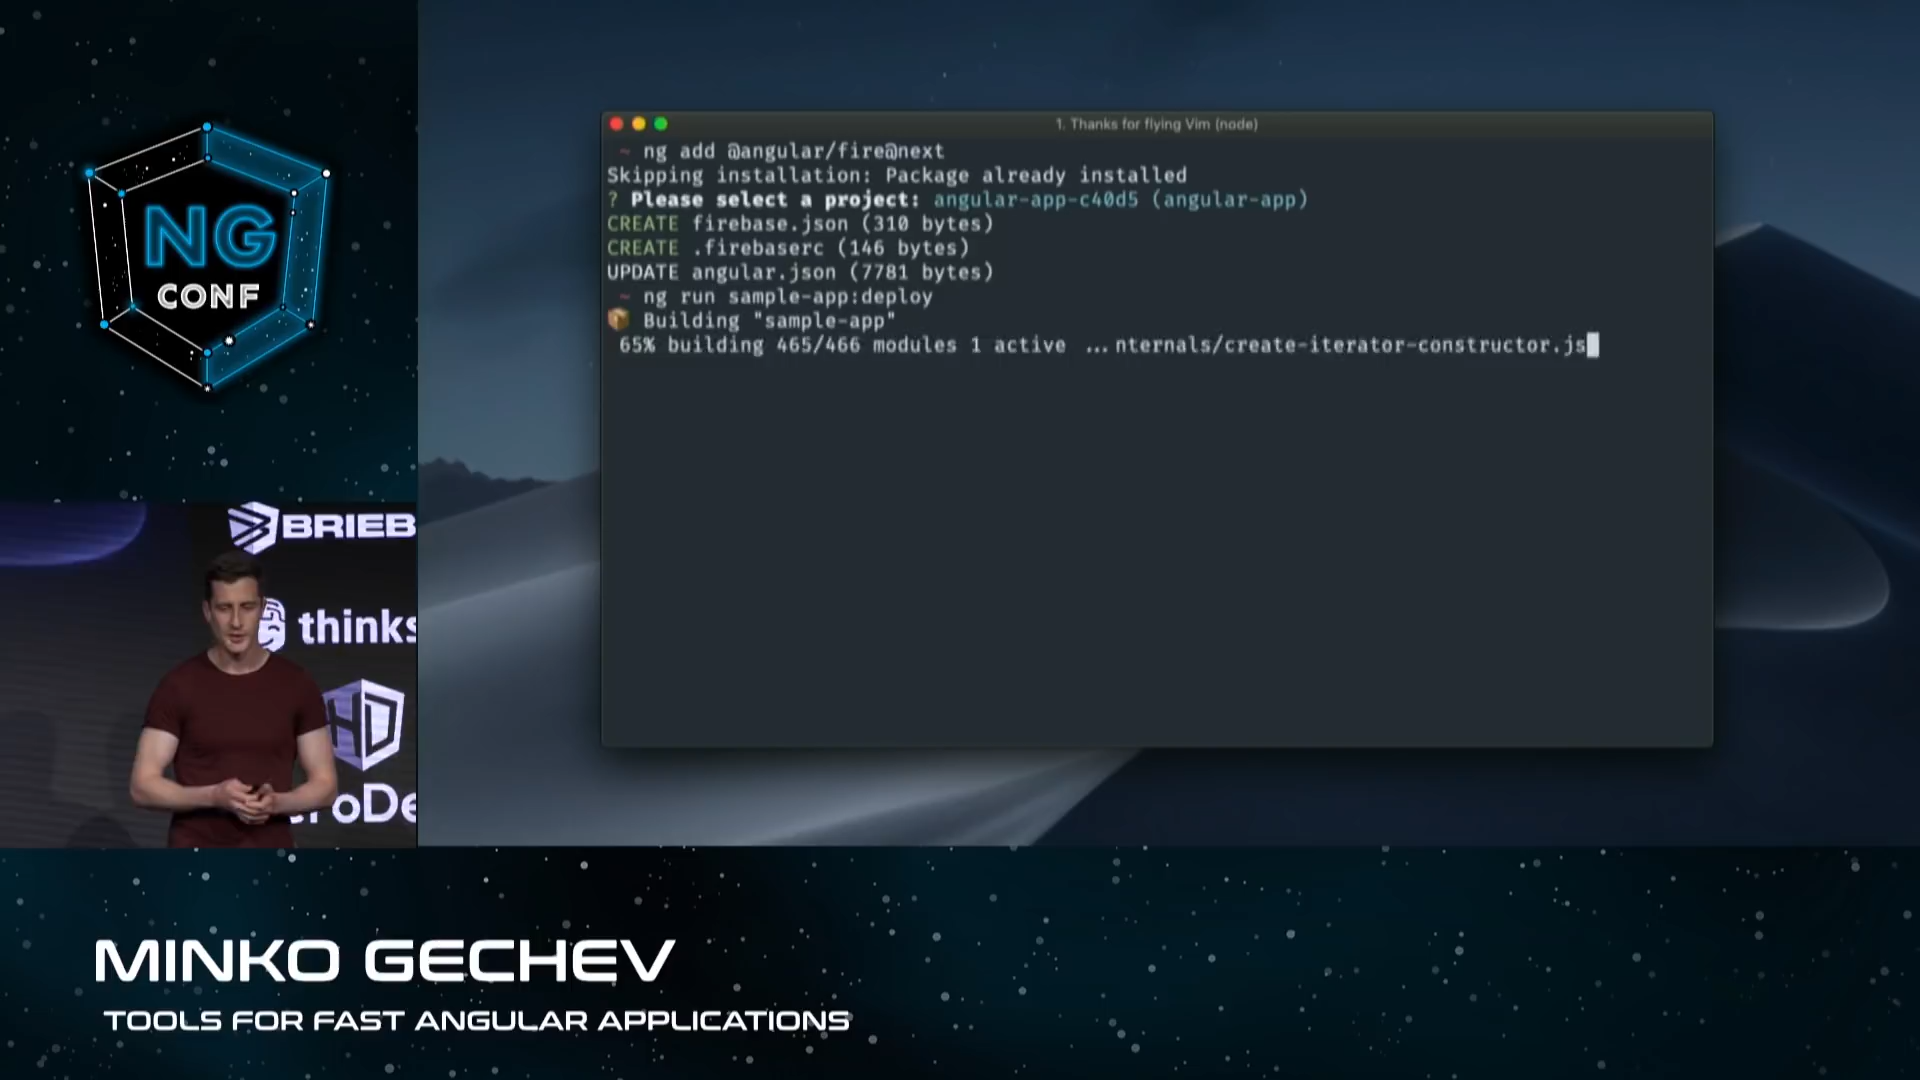 NG
CONF
BRIEB
thinks
HD
roDe
1. Thanks for flying Vim (node)
~ ng add @angular/fire@next
Skipping installation: Package already installed
? Please select a project: angular-app-c40d5 (angular-app)
CREATE firebase.json (310 bytes)
CREATE .firebaserc (146 bytes)
UPDATE angular.json (7781 bytes)
~ ng run sample-app:deploy
📦 Building "sample-app"
65% building 465/466 modules 1 active ...nternals/create-iterator-constructor.js
MINKO GECHEV
TOOLS FOR FAST ANGULAR APPLICATIONS